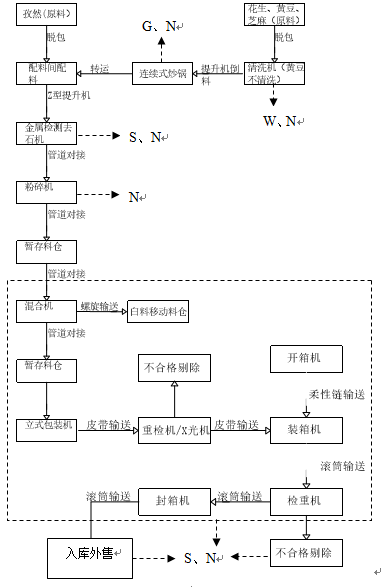 孜然(原料)
花生、黄豆、
芝麻（原料）
G、N
脱包
脱包
配料间配
料
转运
连续式炒锅
提升机倒
料
清洗机（黄豆
不清洗）
Z型提升机
W、N
金属检测去
石机
S、N
管道对接
粉碎机
N
管道对接
暂存料仓
管道对接
混合机
螺旋输送
白料移动料仓
管道对接
暂存料仓
不合格剔除
开箱机
柔性链输送
立式包装机
皮带输送
重检机/X光机
皮带输送
装箱机
滚筒输送
滚筒输送
封箱机
滚筒输送
检重机
入库外售
S、N
不合格剔除